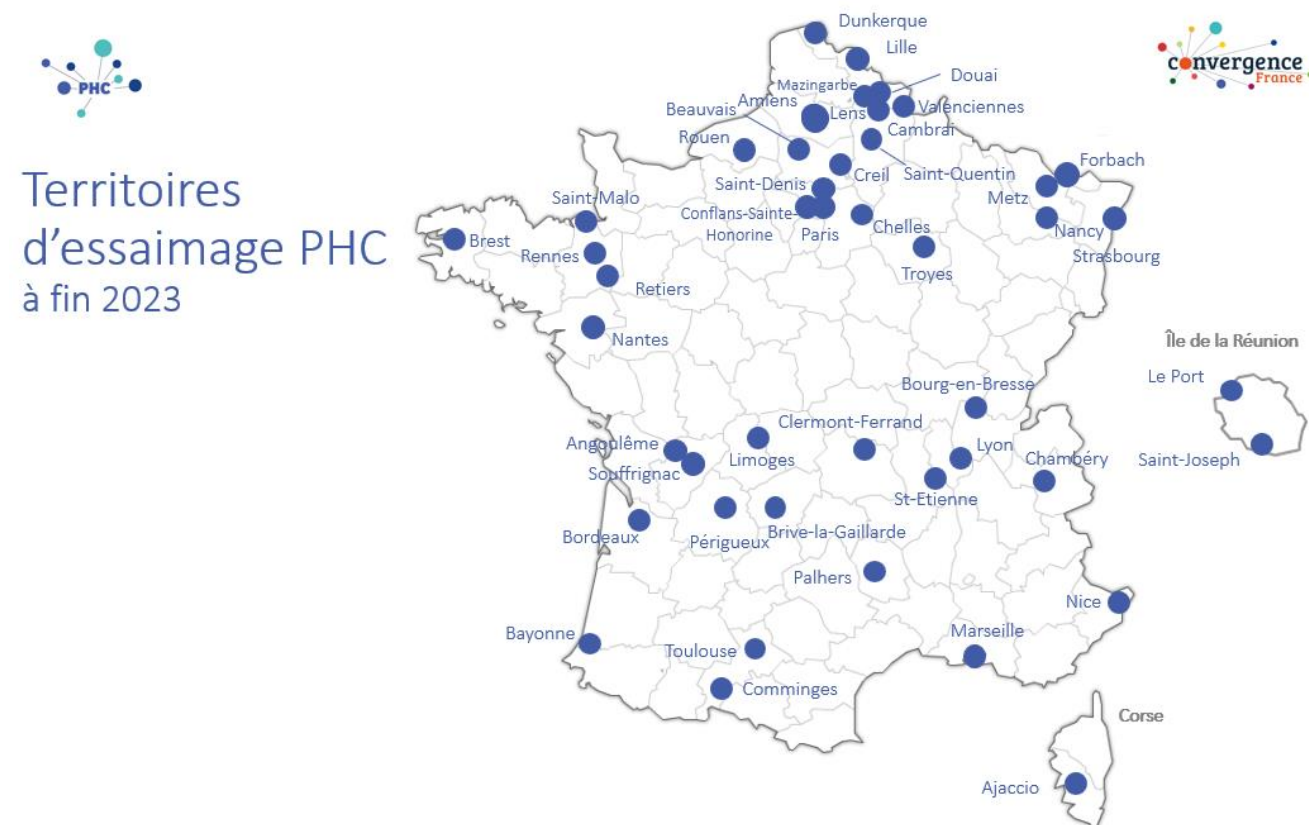 PHC
convergence
France
Territoires
d'essaimage PHC
à fin 2023
Dunkerque
Lille
Douai
Mazingarbe
Valenciennes
Amiens
Lens
Beauvais
Cambrai
Rouen
Saint-Quentin
Creil
Forbach
Saint-Denis
Metz
Saint-Malo
Conflans-Sainte-
Honorine
Paris
Chelles
Nancy
Brest
Rennes
Troyes
Strasbourg
Retiers
Nantes
Île de la Réunion
Le Port
Bourg-en-Bresse
Clermont-Ferrand
Angoulême
Limoges
Lyon
Chambéry
Saint-Joseph
Souffrignac
St-Etienne
Bordeaux
Périgueux
Brive-la-Gaillarde
Palhers
Nice
Bayonne
Toulouse
Marseille
Comminges
Corse
Ajaccio